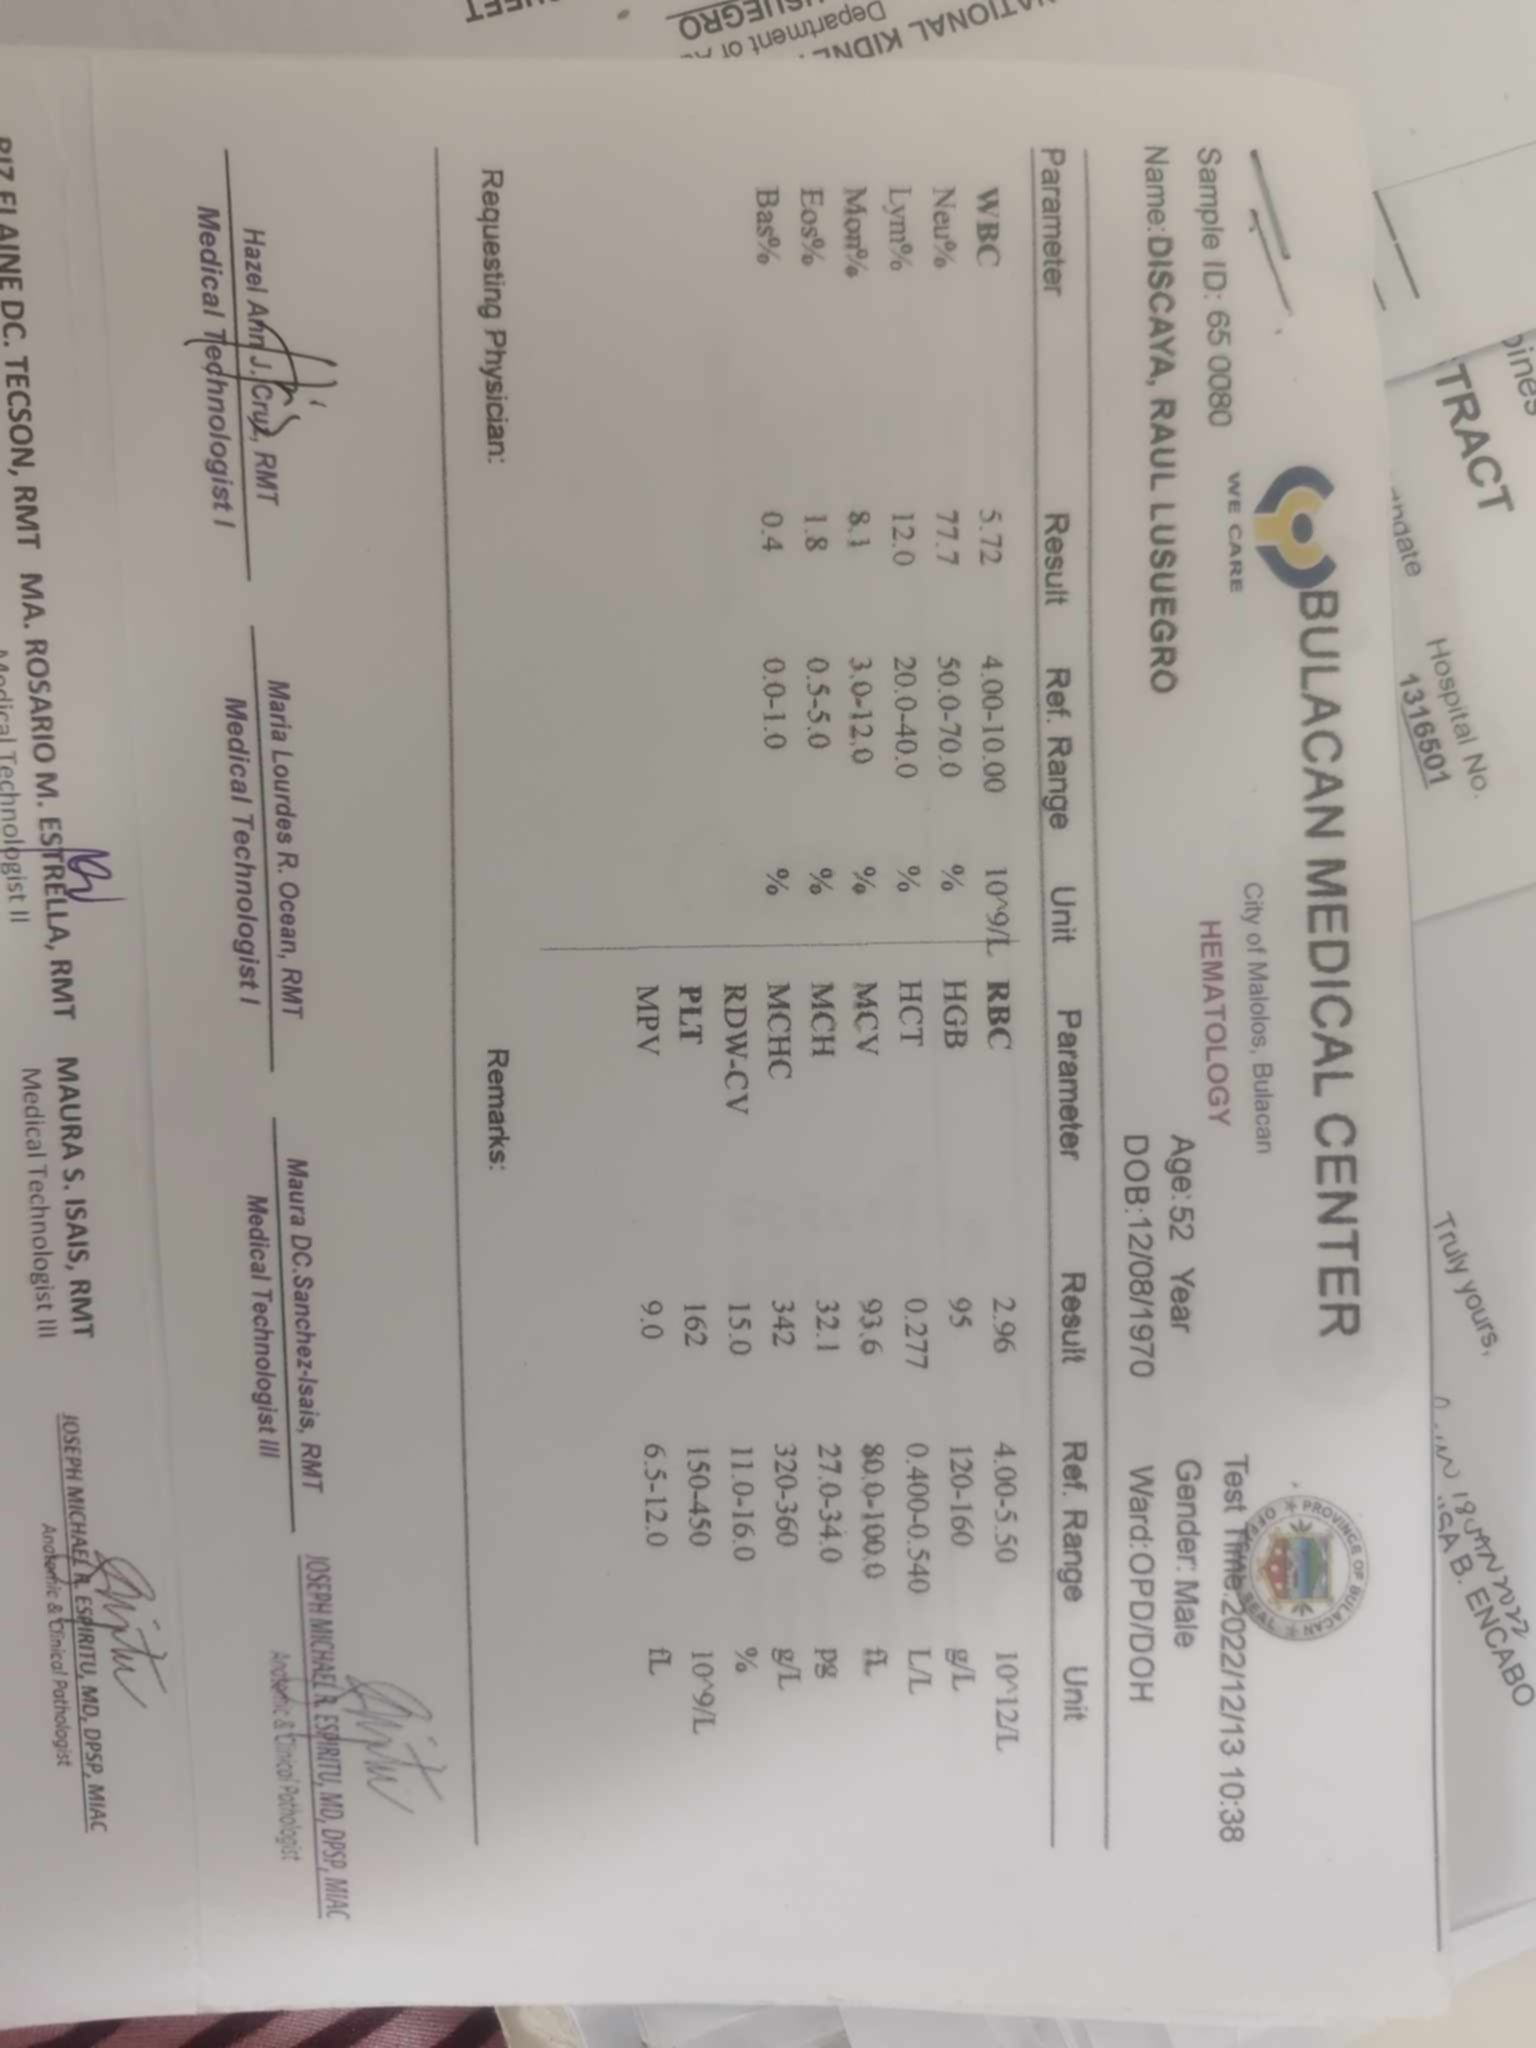 BULACAN MEDICAL CENTER
WE CARE
City of Malolos, Bulacan
HEMATOLOGY
PROVINCE OF BULACAN
OFFICIAL SEAL
Sample ID: 65 0080
Test Time:2022/12/13 10:38
Name:DISCAYA, RAUL LUSUEGRO
Age:52 Year
Gender: Male
DOB:12/08/1970
Ward:OPD/DOH
Parameter Result Ref. Range Unit Parameter Result Ref. Range Unit
WBC 5.72 4.00-10.00 10^9/L RBC 2.96 4.00-5.50 10^12/L
Neu% 77.7 50.0-70.0 % HGB 95 120-160 g/L
Lym% 12.0 20.0-40.0 % HCT 0.277 0.400-0.540 L/L
Mon% 8.1 3.0-12.0 % MCV 93.6 80.0-100.0 fL
Eos% 1.8 0.5-5.0 % MCH 32.1 27.0-34.0 pg
Bas% 0.4 0.0-1.0 % MCHC 342 320-360 g/L
RDW-CV 15.0 11.0-16.0 %
PLT 162 150-450 10^9/L
MPV 9.0 6.5-12.0 fL
Requesting Physician: Remarks:
Hazel Ann J. Cruz, RMT
Medical Technologist I
Maria Lourdes R. Ocean, RMT
Medical Technologist I
Maura DC.Sanchez-Isais, RMT
Medical Technologist III
JOSEPH MICHAEL R. ESPIRITU, MD, DPSP, MIAC
Anatomic & Clinical Pathologist
ELAINE DC. TECSON, RMT MA. ROSARIO M. ESTRELLA, RMT MAURA S. ISAIS, RMT
Medical Technologist II
Medical Technologist III
JOSEPH MICHAEL R. ESPIRITU, MD, DPSP, MIAC
Anatomic & Clinical Pathologist
TRACT
Hospital No.
1316501
Truly yours,
B. ENCABO
Department of